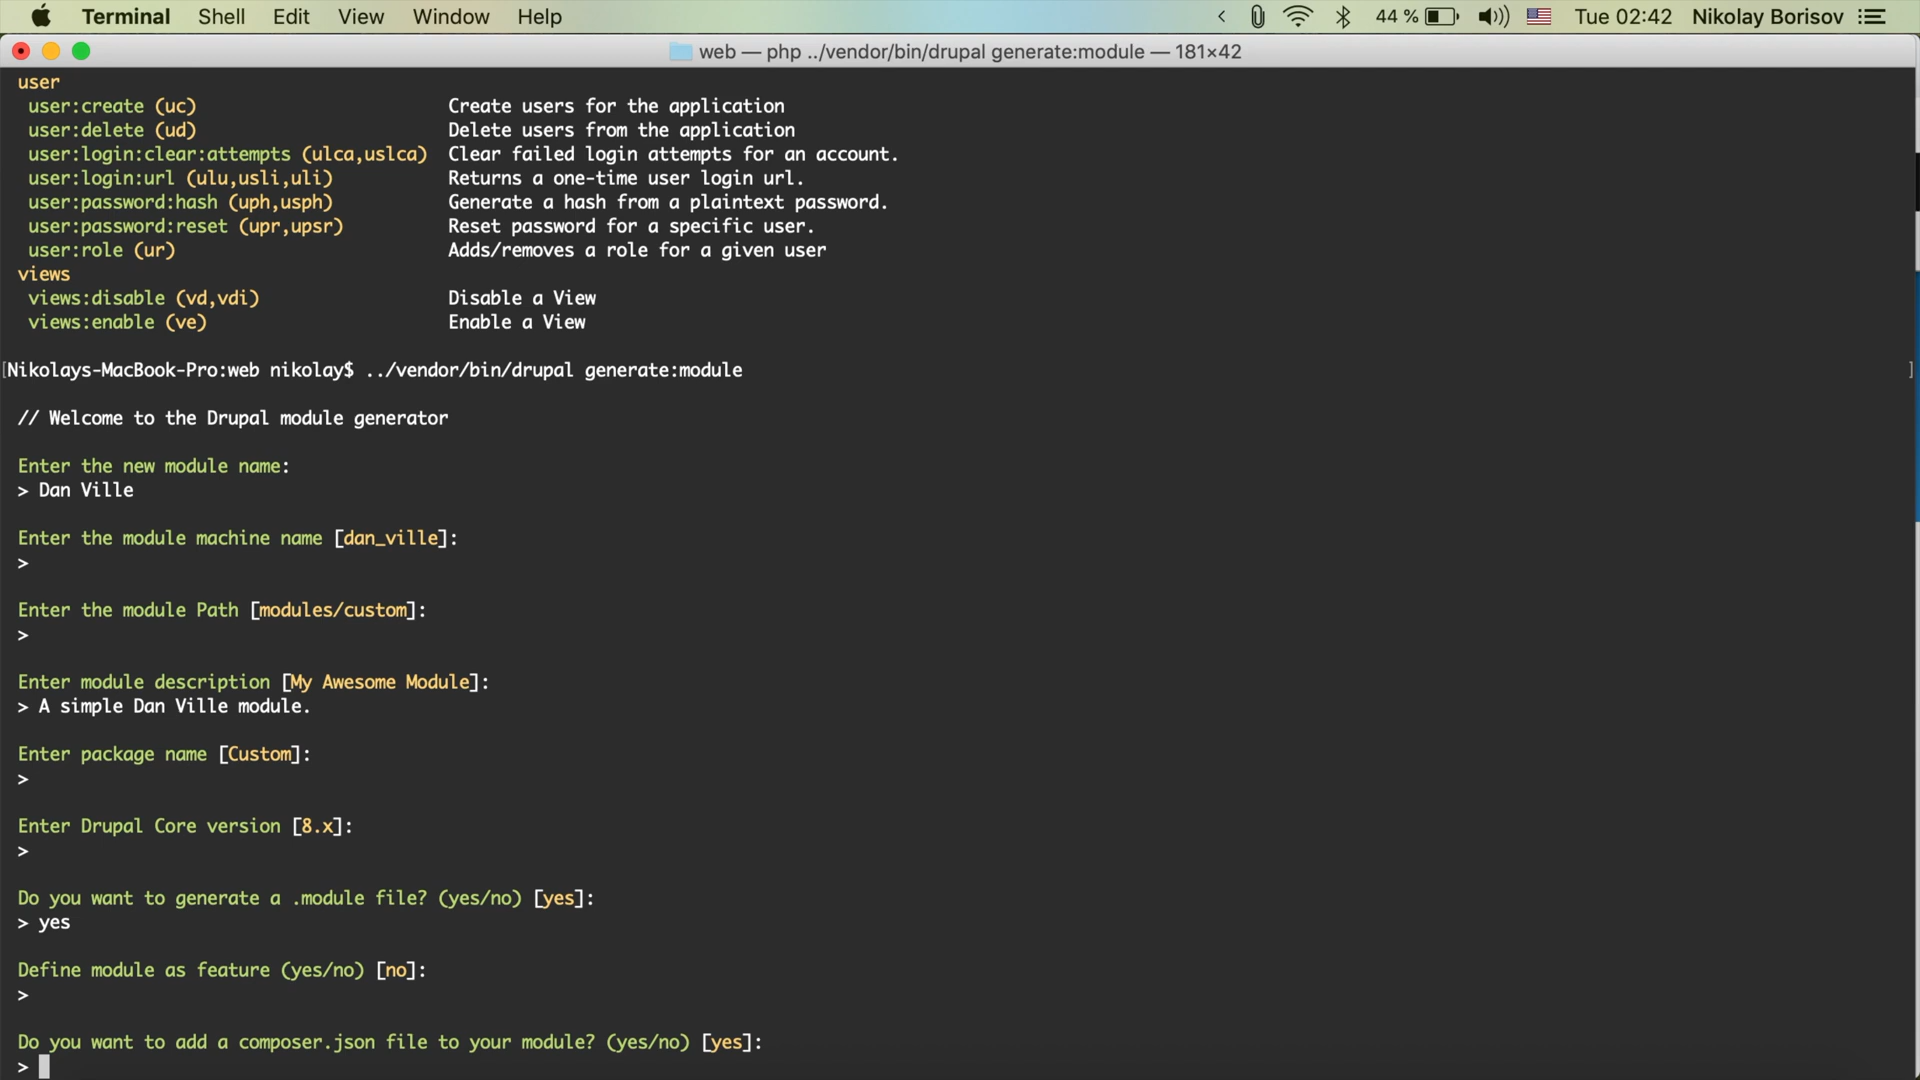 Terminal Shell Edit View Window Help 44 % Tue 02:42 Nikolay Borisov
web — php ../vendor/bin/drupal generate:module — 181×42
user
user:create (uc) Create users for the application
user:delete (ud) Delete users from the application
user:login:clear:attempts (ulca,uslca) Clear failed login attempts for an account.
user:login:url (ulu,usli,uli) Returns a one-time user login url.
user:password:hash (uph,usph) Generate a hash from a plaintext password.
user:password:reset (upr,upsr) Reset password for a specific user.
user:role (ur) Adds/removes a role for a given user
views
views:disable (vd,vdi) Disable a View
views:enable (ve) Enable a View
[Nikolays-MacBook-Pro:web nikolay$ ../vendor/bin/drupal generate:module ]
// Welcome to the Drupal module generator
Enter the new module name:
> Dan Ville
Enter the module machine name [dan_ville]:
>
Enter the module Path [modules/custom]:
>
Enter module description [My Awesome Module]:
> A simple Dan Ville module.
Enter package name [Custom]:
>
Enter Drupal Core version [8.x]:
>
Do you want to generate a .module file? (yes/no) [yes]:
> yes
Define module as feature (yes/no) [no]:
>
Do you want to add a composer.json file to your module? (yes/no) [yes]:
>